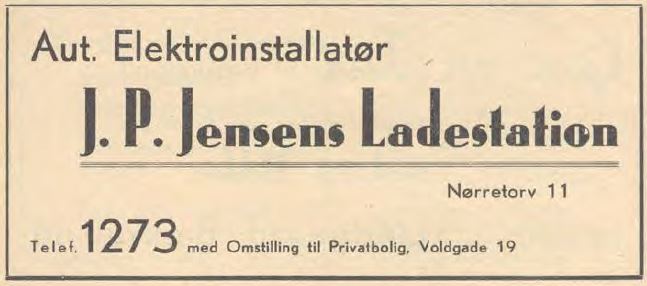 Aut. Elektroinstallatør
J. P. Jensens Ladestation
Nørretorv 11
Telef. 1273 med Omstilling til Privatbolig, Voldgade 19